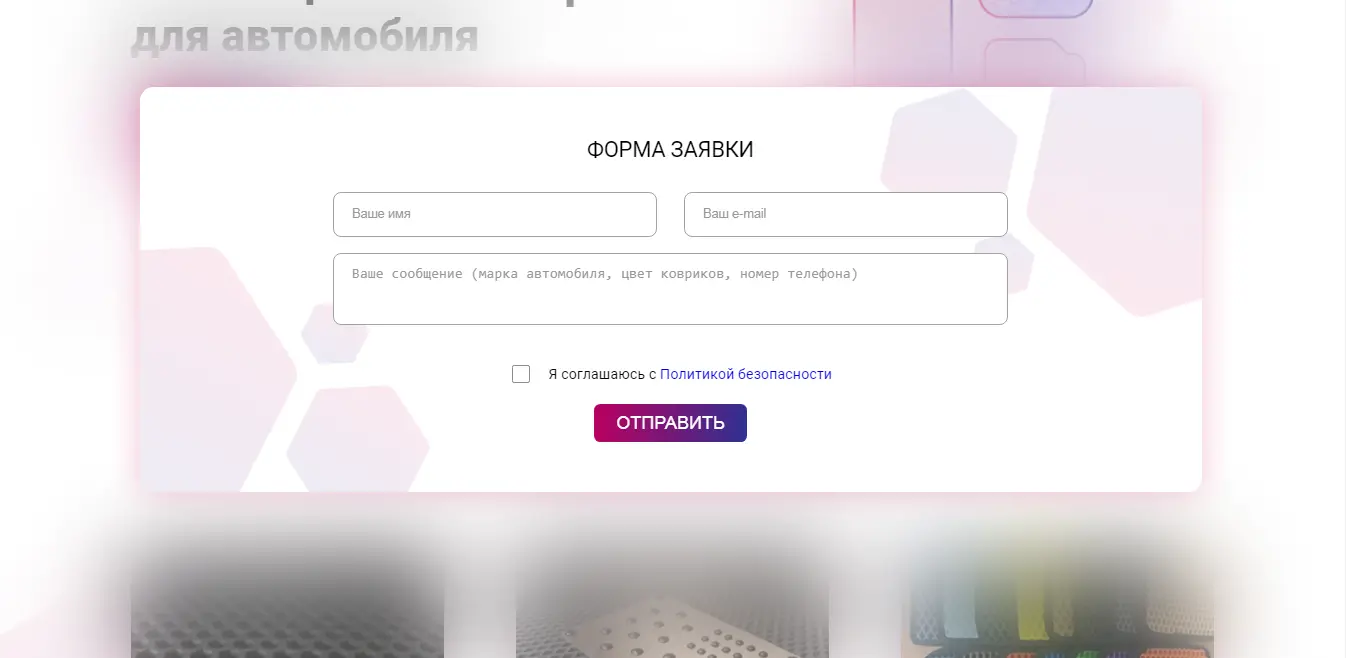 для автомобиля
ФОРМА ЗАЯВКИ
Ваше имя
Ваш e-mail
Ваше сообщение (марка автомобиля, цвет ковриков, номер телефона)
Я соглашаюсь с Политикой безопасности
ОТПРАВИТЬ